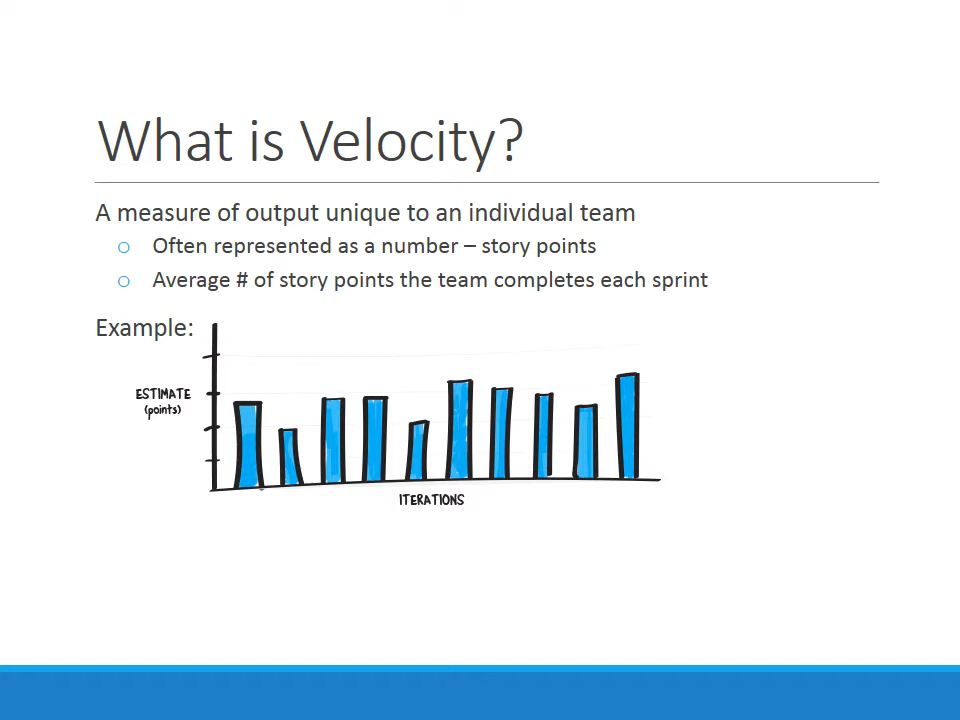 What is Velocity?
A measure of output unique to an individual team
o Often represented as a number – story points
o Average # of story points the team completes each sprint
Example:
ESTIMATE
(points)
ITERATIONS